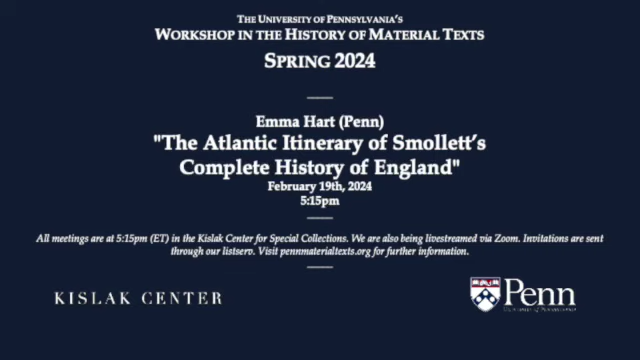 THE UNIVERSITY OF PENNSYLVANIA'S
WORKSHOP IN THE HISTORY OF MATERIAL TEXTS
SPRING 2024
Emma Hart (Penn)
"The Atlantic Itinerary of Smollett's
Complete History of England"
February 19th, 2024
5:15pm
All meetings are at 5:15pm (ET) in the Kislak Center for Special Collections. We are also being livestreamed via Zoom. Invitations are sent
through our listserv. Visit pennmaterialtexts.org for further information.
KISLAK CENTER
Penn
UNIVERSITY of PENNSYLVANIA